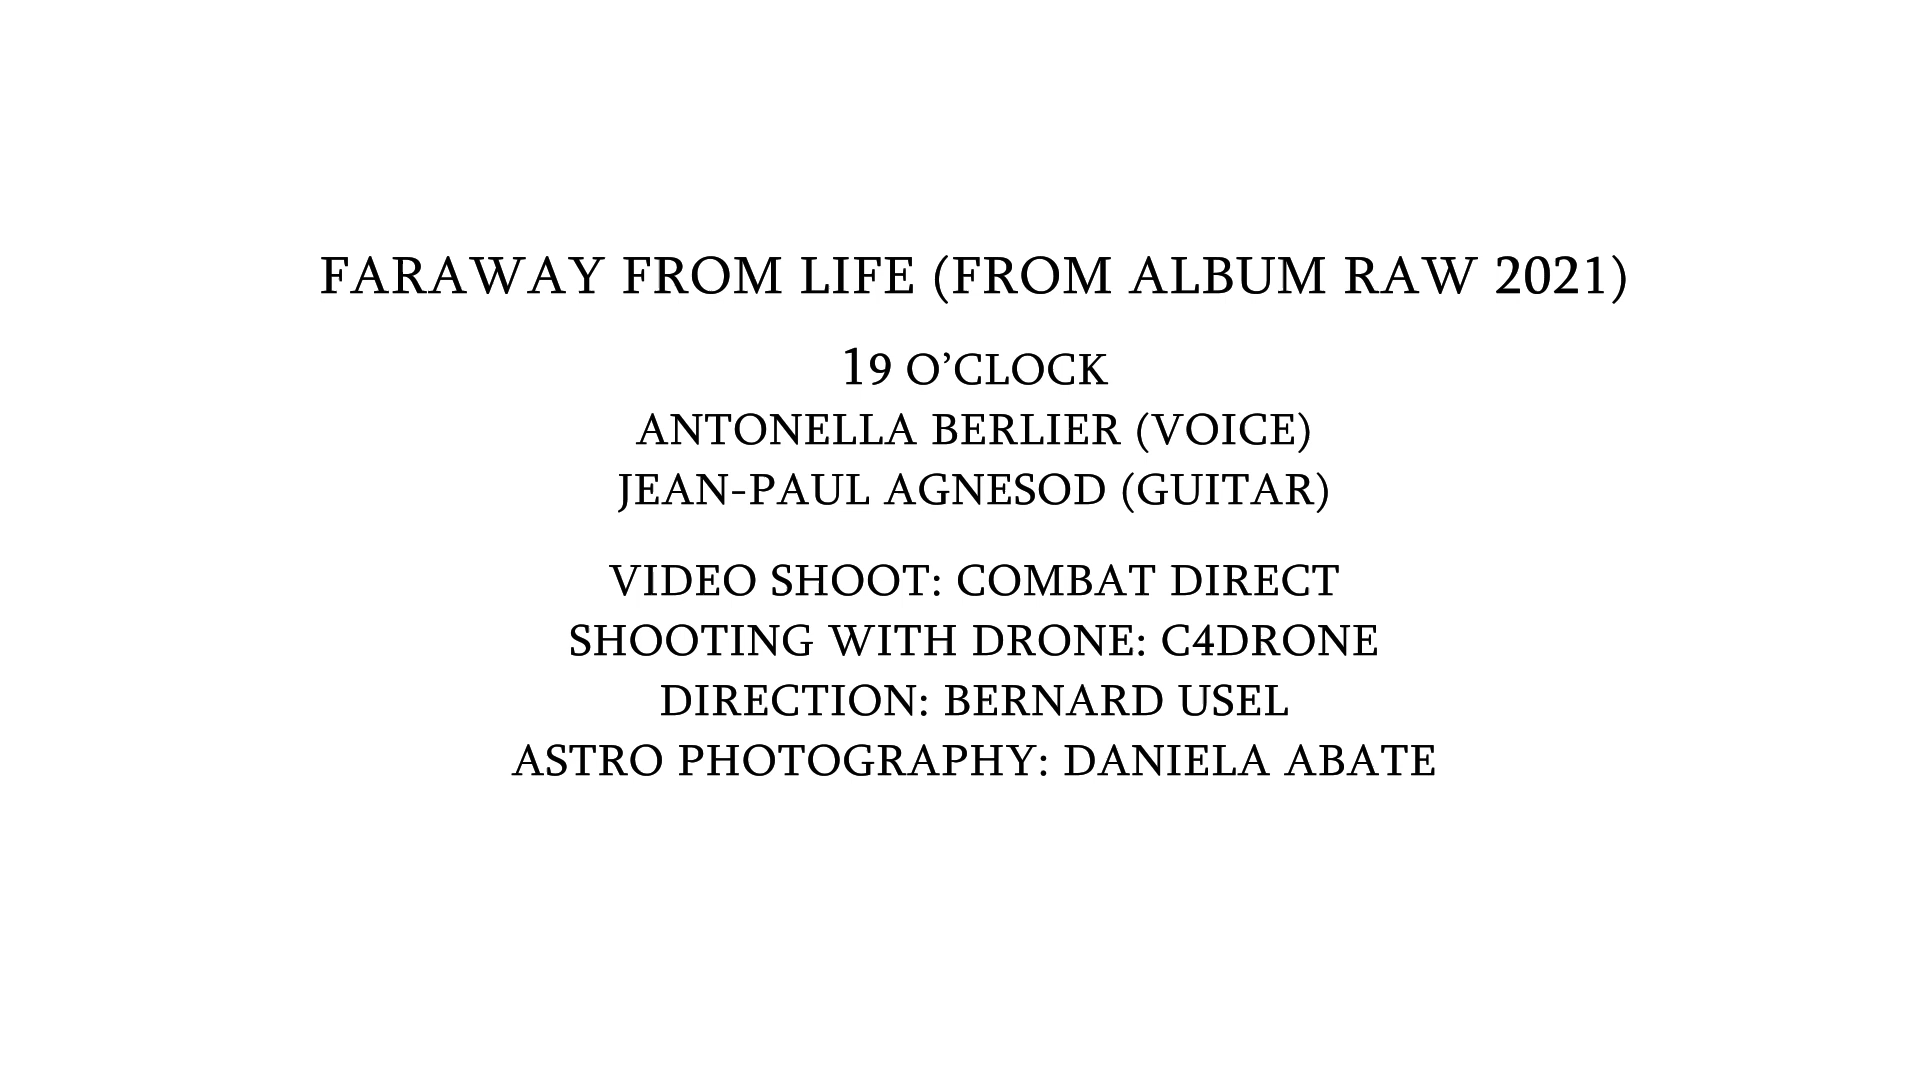 FARAWAY FROM LIFE (FROM ALBUM RAW 2021)
19 O’CLOCK
ANTONELLA BERLIER (VOICE)
JEAN-PAUL AGNESOD (GUITAR)
VIDEO SHOOT: COMBAT DIRECT
SHOOTING WITH DRONE: C4DRONE
DIRECTION: BERNARD USEL
ASTRO PHOTOGRAPHY: DANIELA ABATE